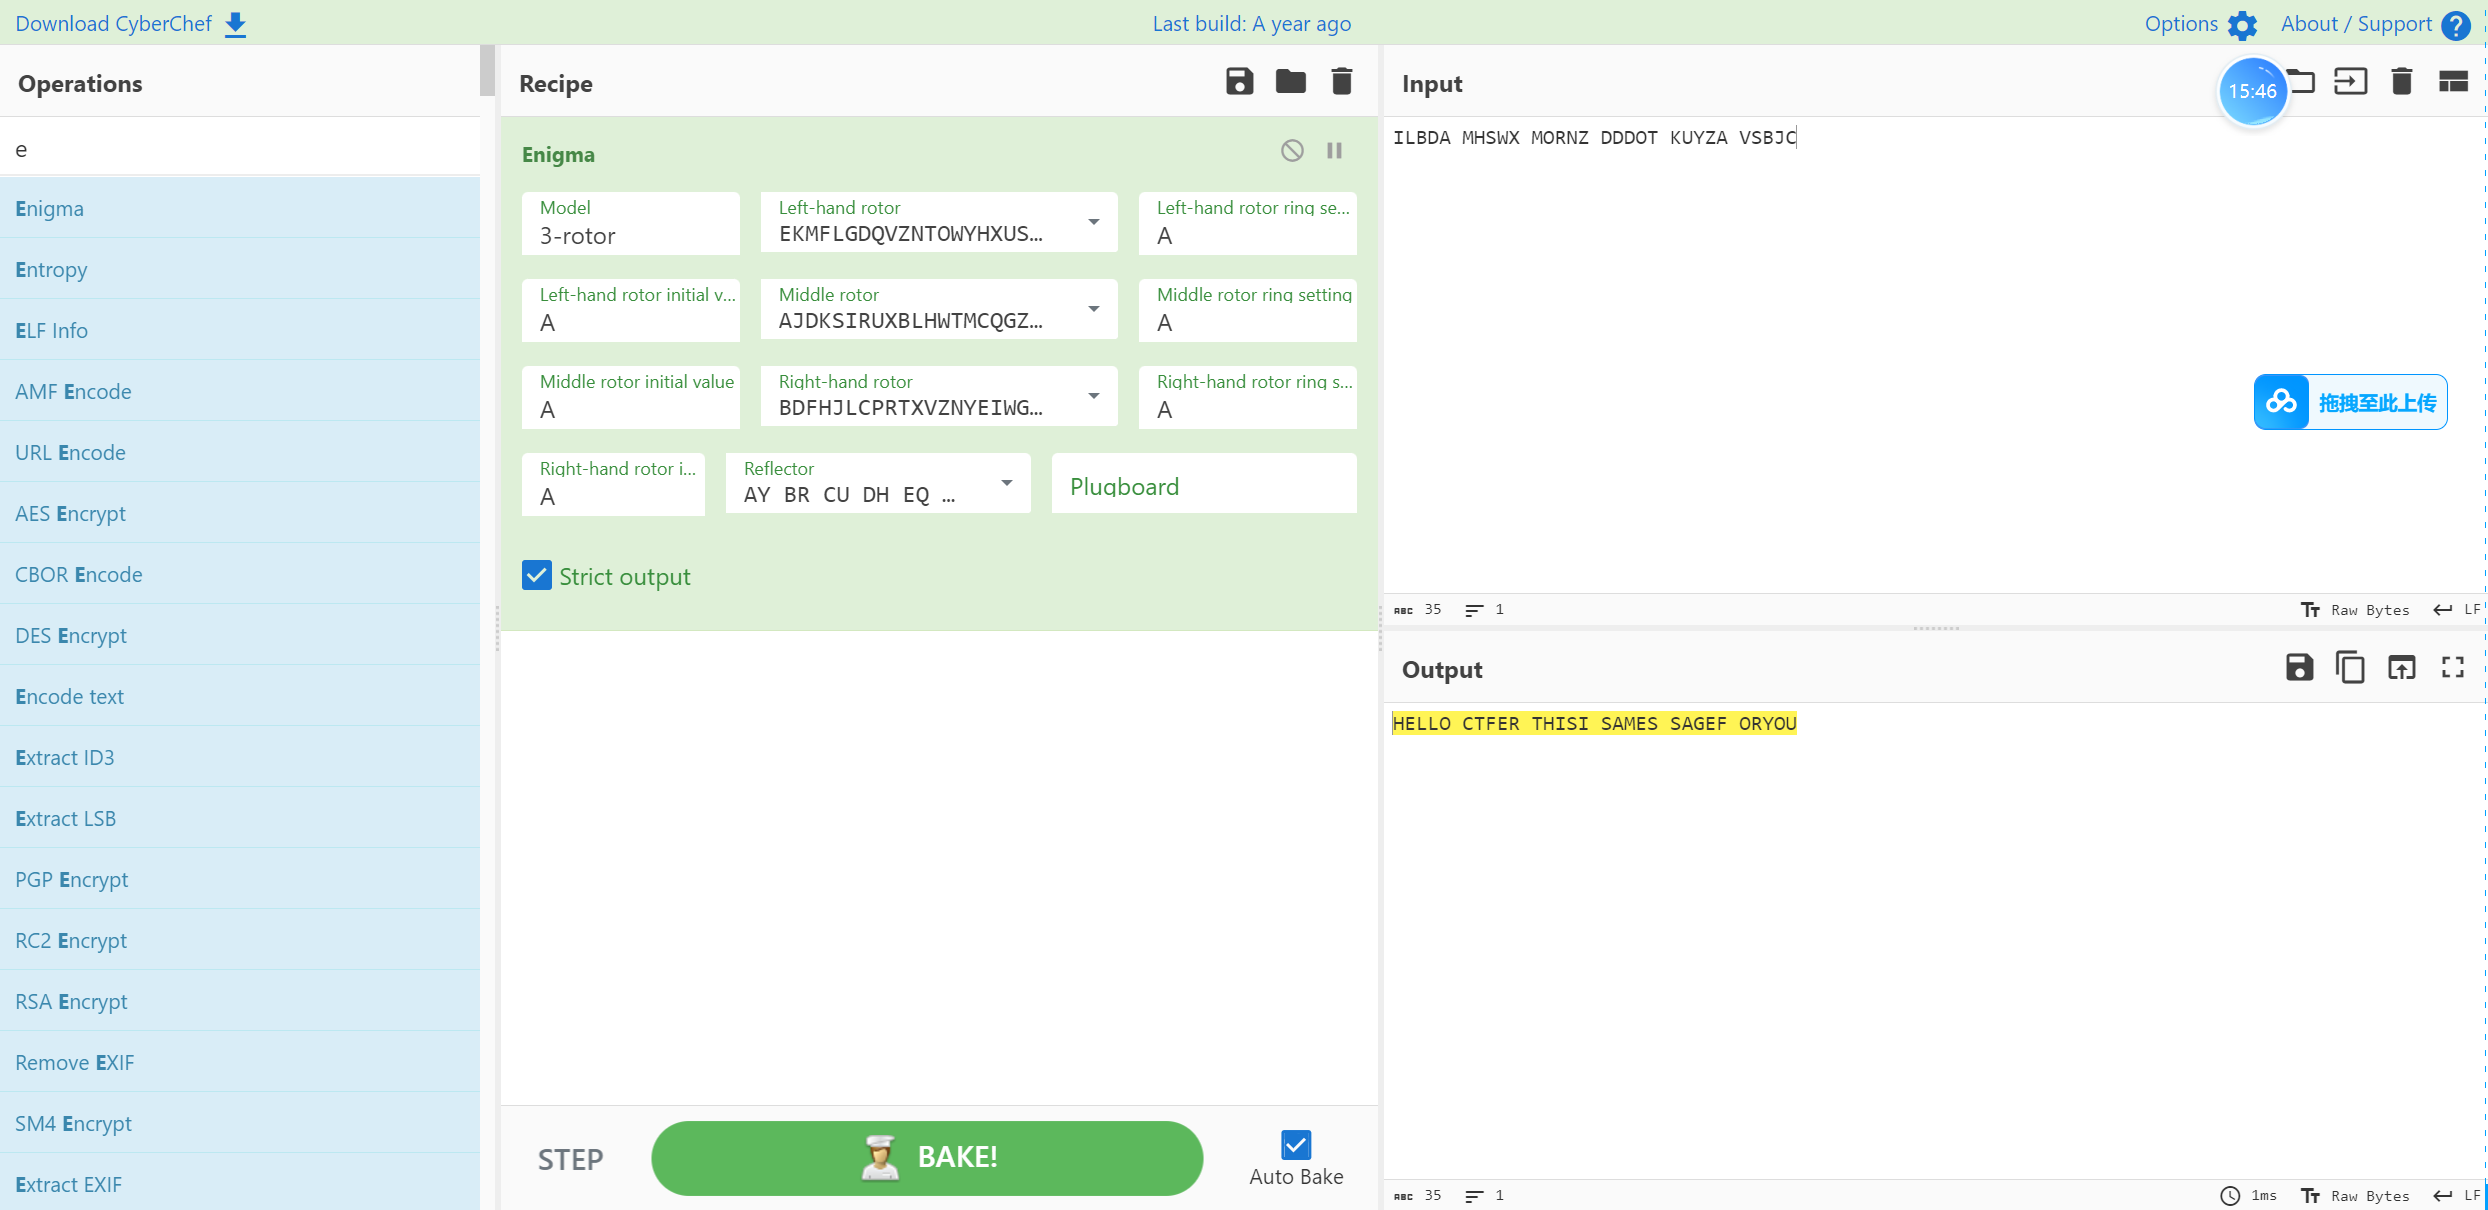 Download CyberChef
Last build: A year ago
Options
About / Support
Operations
e
Enigma
Entropy
ELF Info
AMF Encode
URL Encode
AES Encrypt
CBOR Encode
DES Encrypt
Encode text
Extract ID3
Extract LSB
PGP Encrypt
RC2 Encrypt
RSA Encrypt
Remove EXIF
SM4 Encrypt
Extract EXIF
Recipe
Enigma
Model
3-rotor
Left-hand rotor
EKMFLGDQVZNTOWYHXUS…
Left-hand rotor ring se...
A
Left-hand rotor initial v...
A
Middle rotor
AJDKSIRUXBLHWTMCQGZ…
Middle rotor ring setting
A
Middle rotor initial value
A
Right-hand rotor
BDFHJLCPRTXVZNYEIWG…
Right-hand rotor ring s...
A
Right-hand rotor i...
A
Reflector
AY BR CU DH EQ …
Plugboard
Strict output
STEP
BAKE!
Auto Bake
Input
15:46
ILBDA MHSWX MORNZ DDDOT KUYZA VSBJC
拖拽至此上传
ABC 35 1
Raw Bytes LF
Output
HELLO CTFER THISI SAMES SAGEF ORYOU
ABC 35 1
1ms Raw Bytes LF